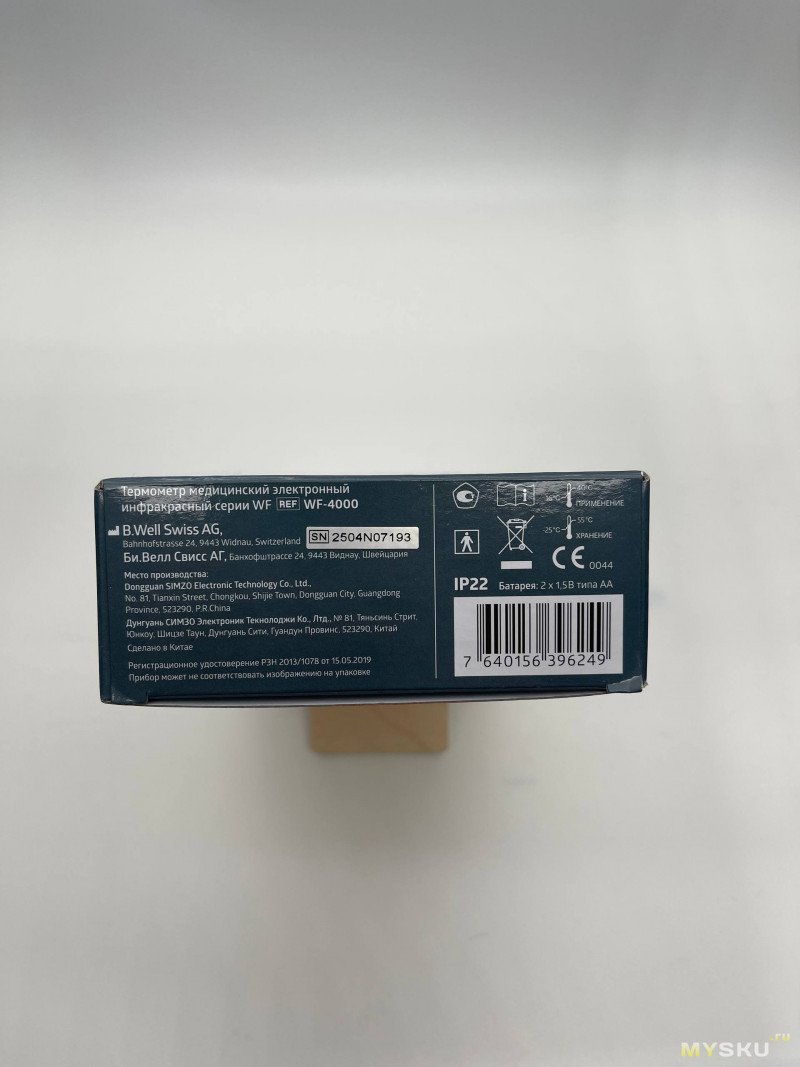 Термометр медицинский электронный
инфракрасный серии WF REF WF-4000
B.Well Swiss AG,
Bahnhofstrasse 24, 9443 Widnau, Switzerland
SN 2504N07193
Би.Велл Свисс АГ, Банхофштрассе 24, 9443 Виднау, Швейцария
Место производства:
Dongguan SIMZO Electronic Technology Co., Ltd.,
No. 81, Tianxin Street, Chongkou, Shijie Town, Dongguan City, Guangdong
Province, 523290, P.R.China
Дунгуань СИМЗО Электроник Текнолоджи Ко., Лтд., № 81, Тяньсинь Стрит,
Юнкоу, Шицзе Таун, Дунгуань Сити, Гуандун Провинс, 523290, Китай
Сделано в Китае
Регистрационное удостоверение РЗН 2013/1078 от 15.05.2019
Прибор может не соответствовать изображению на упаковке
40°C
16°C
ПРИМЕНЕНИЕ
55°C
-25°C
ХРАНЕНИЕ
CE 0044
IP22 Батарея: 2 x 1,5В типа АА
7 640156 396249
MYSKU.ru